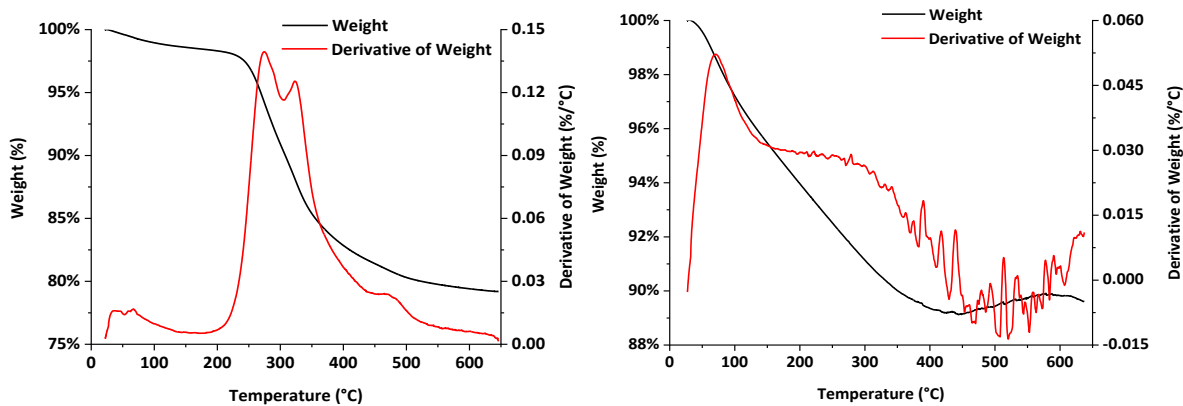 Weight
Derivative of Weight
100%
95%
90%
85%
80%
75%
Weight (%)
0.15
0.12
0.09
0.06
0.03
0.00
Derivative of Weight (%/°C)
0 100 200 300 400 500 600
Temperature (°C)
Weight
Derivative of Weight
100%
98%
96%
94%
92%
90%
88%
Weight (%)
0.060
0.045
0.030
0.015
0.000
-0.015
Derivative of Weight (%/°C)
0 100 200 300 400 500 600
Temperature (°C)